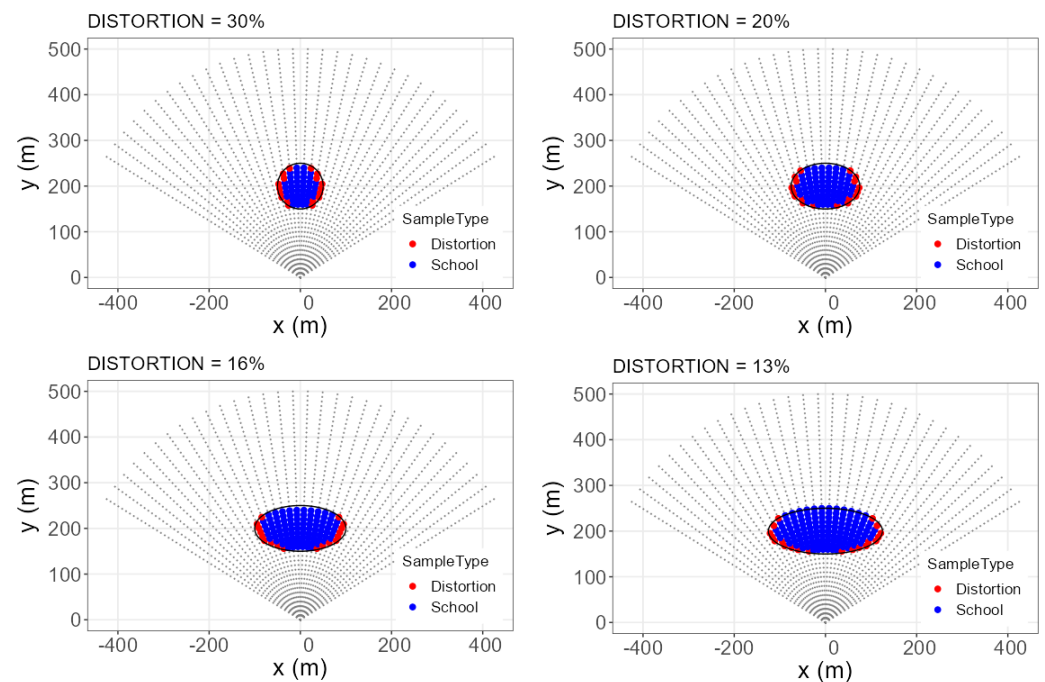 DISTORTION = 30%
500
400
300
200
100
0
y (m)
-400
-200
0
200
400
x (m)
SampleType
Distortion
School
DISTORTION = 20%
500
400
300
200
100
0
y (m)
-400
-200
0
200
400
x (m)
SampleType
Distortion
School
DISTORTION = 16%
500
400
300
200
100
0
y (m)
-400
-200
0
200
400
x (m)
SampleType
Distortion
School
DISTORTION = 13%
500
400
300
200
100
0
y (m)
-400
-200
0
200
400
x (m)
SampleType
Distortion
School